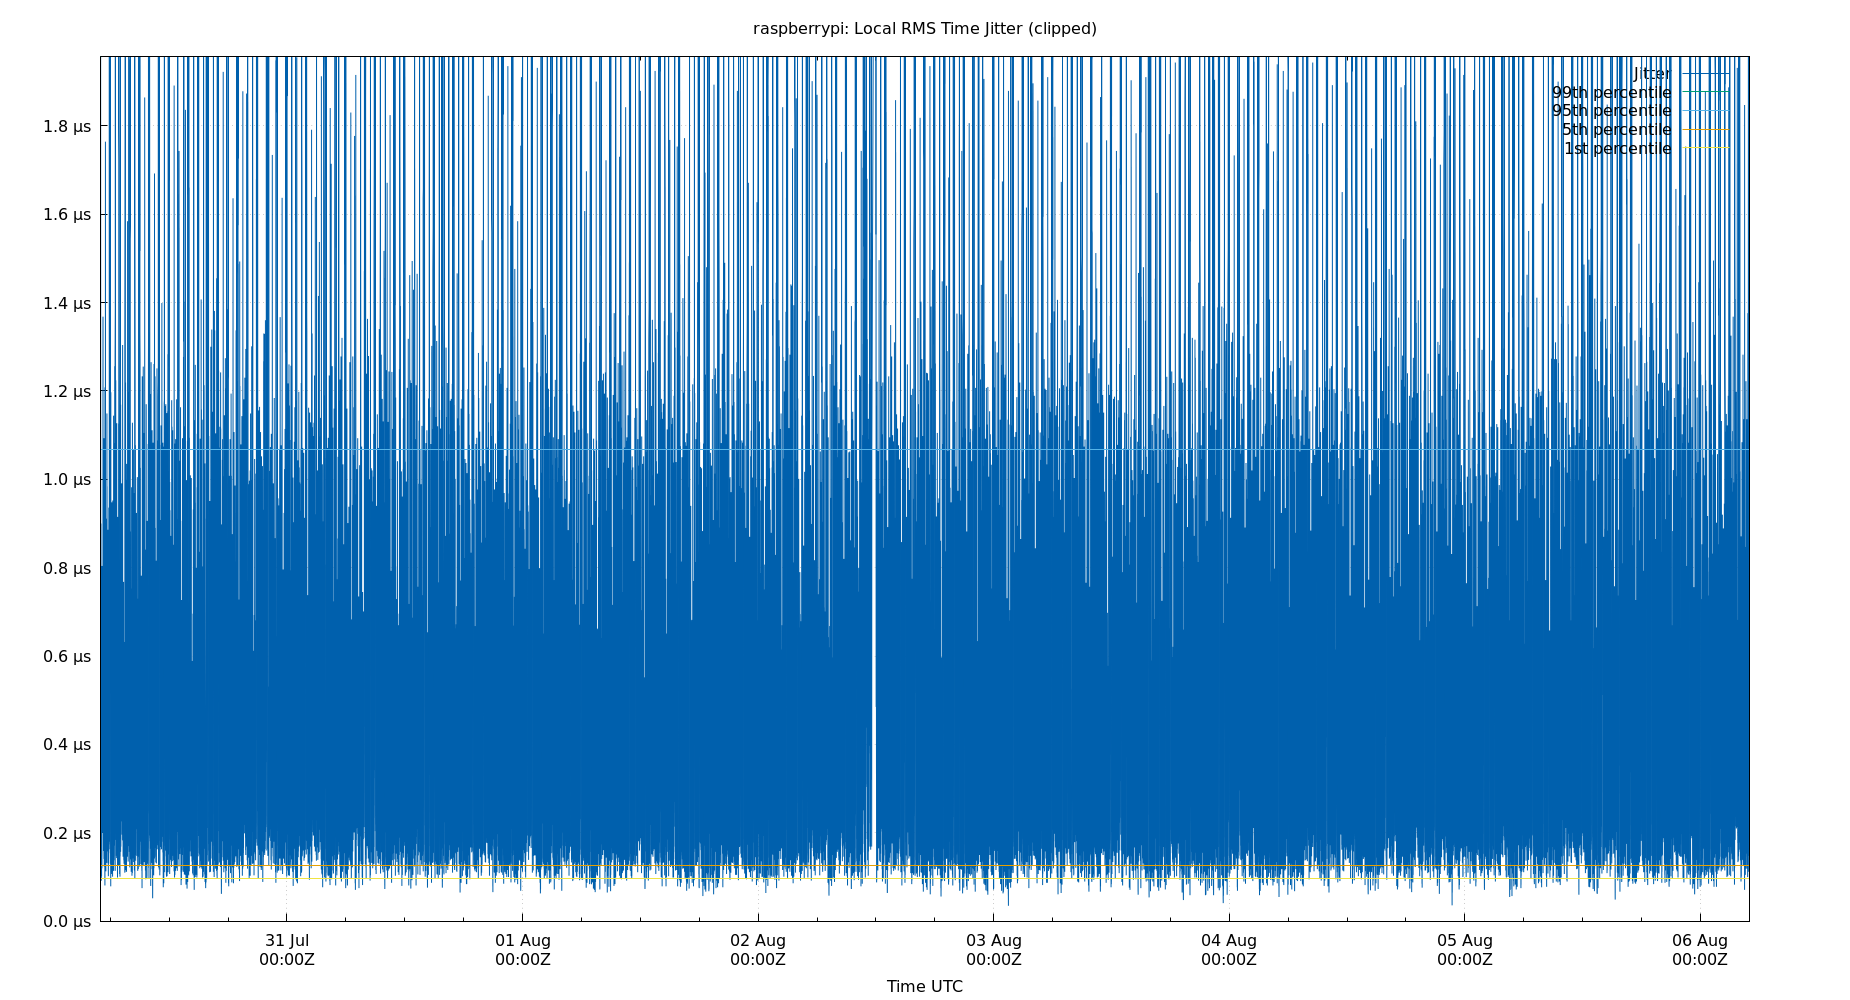 raspberrypi: Local RMS Time Jitter (clipped)
Jitter
99th percentile
95th percentile
5th percentile
1st percentile
1.8 µs
1.6 µs
1.4 µs
1.2 µs
1.0 µs
0.8 µs
0.6 µs
0.4 µs
0.2 µs
0.0 µs
31 Jul 01 Aug 02 Aug 03 Aug 04 Aug 05 Aug 06 Aug
00:00Z 00:00Z 00:00Z 00:00Z 00:00Z 00:00Z 00:00Z
Time UTC